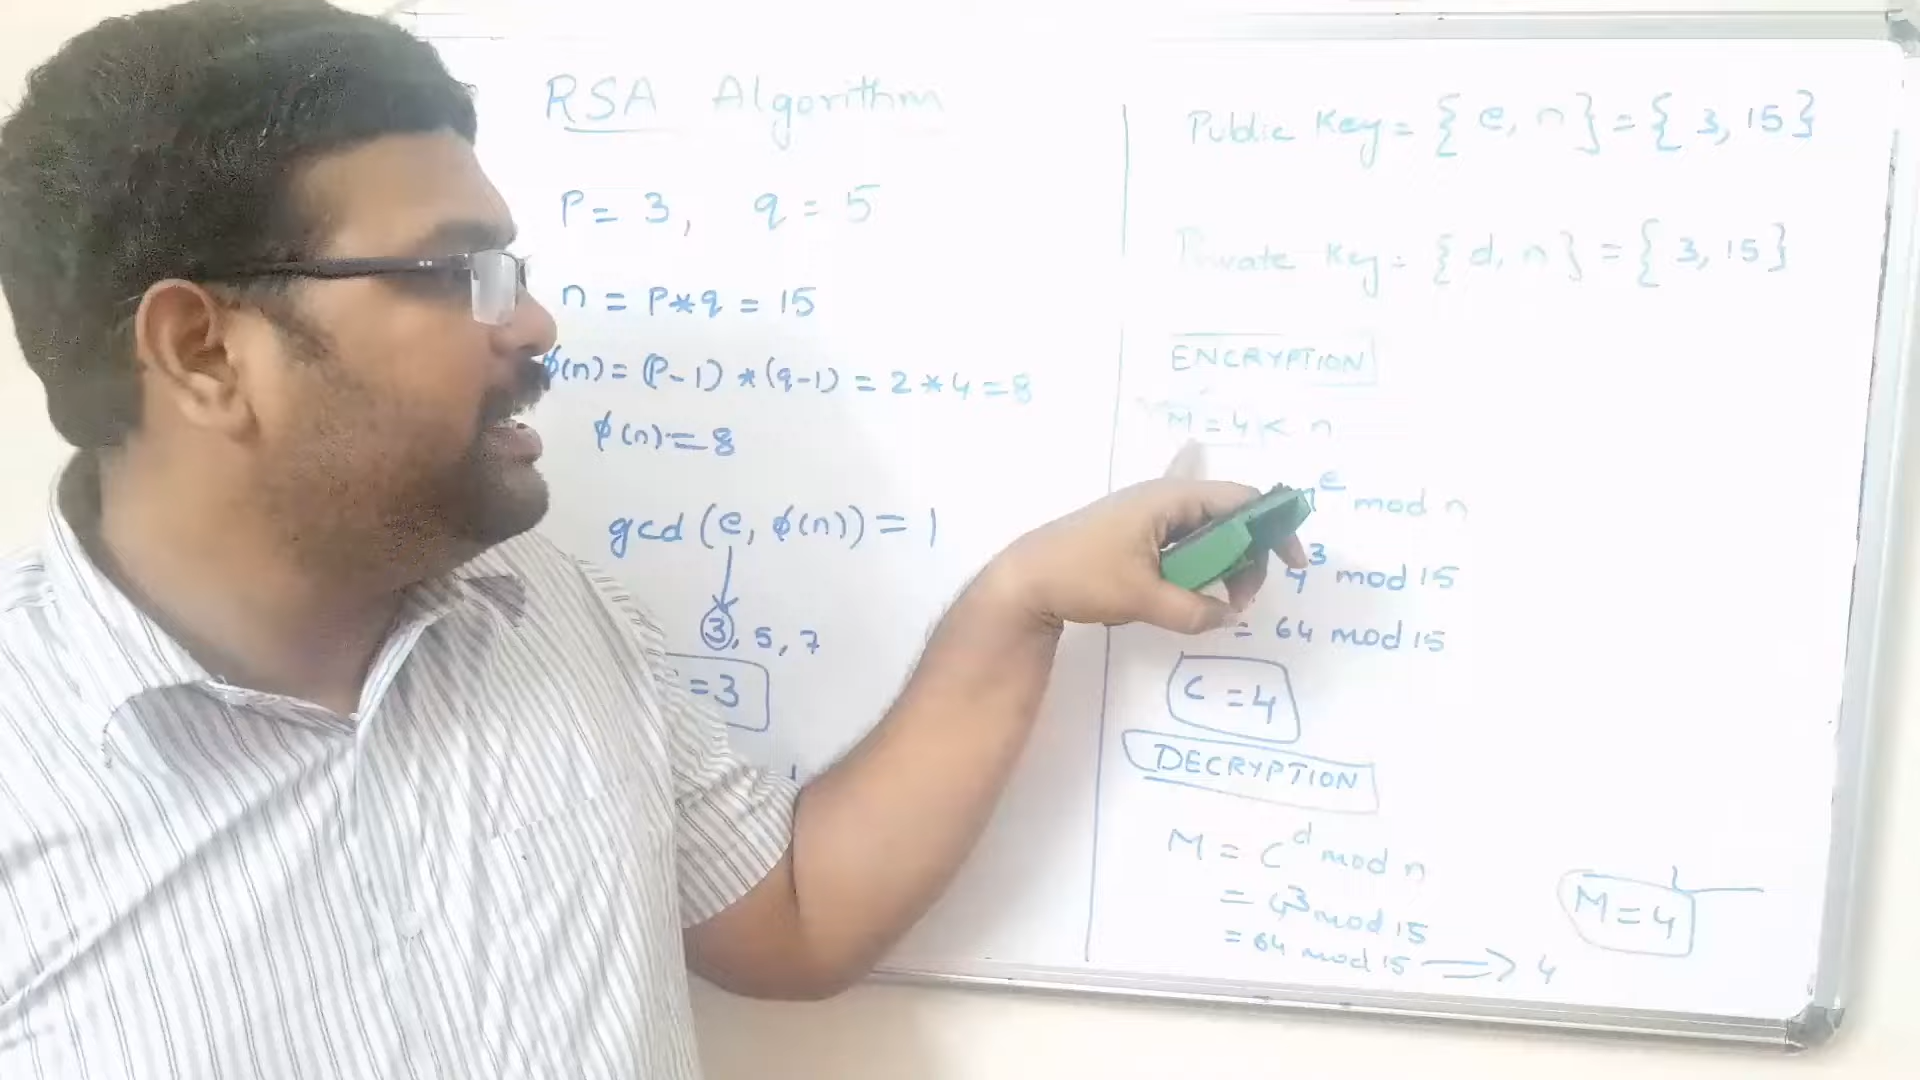 RSA Algorithm
P = 3, q = 5
n = P*q = 15
ϕ(n) = (P-1) * (q-1) = 2 * 4 = 8
ϕ(n) = 8
gcd (e, ϕ(n)) = 1
3, 5, 7
= 3
Public Key = { e, n } = { 3, 15 }
Private Key = { d, n } = { 3, 15 }
ENCRYPTION
M = 4 < n
e mod n
4^3 mod 15
= 64 mod 15
C = 4
DECRYPTION
M = C^d mod n
= 4^3 mod 15
= 64 mod 15 ⇒ 4
M = 4